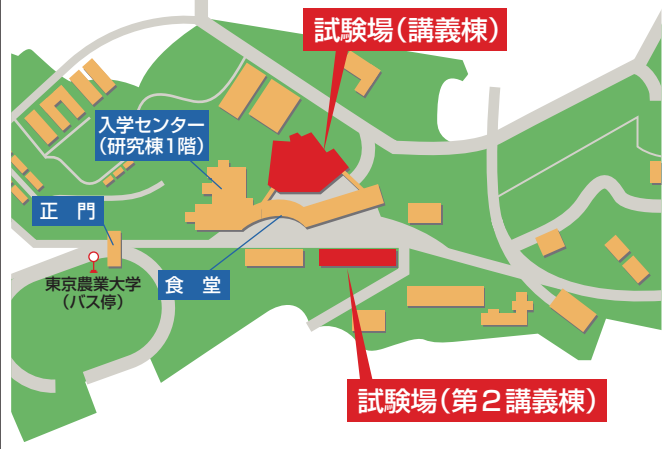 試験場(講義棟)
入学センター
(研究棟1階)
正 門
東京農業大学
(バス停)
食 堂
試験場(第2講義棟)